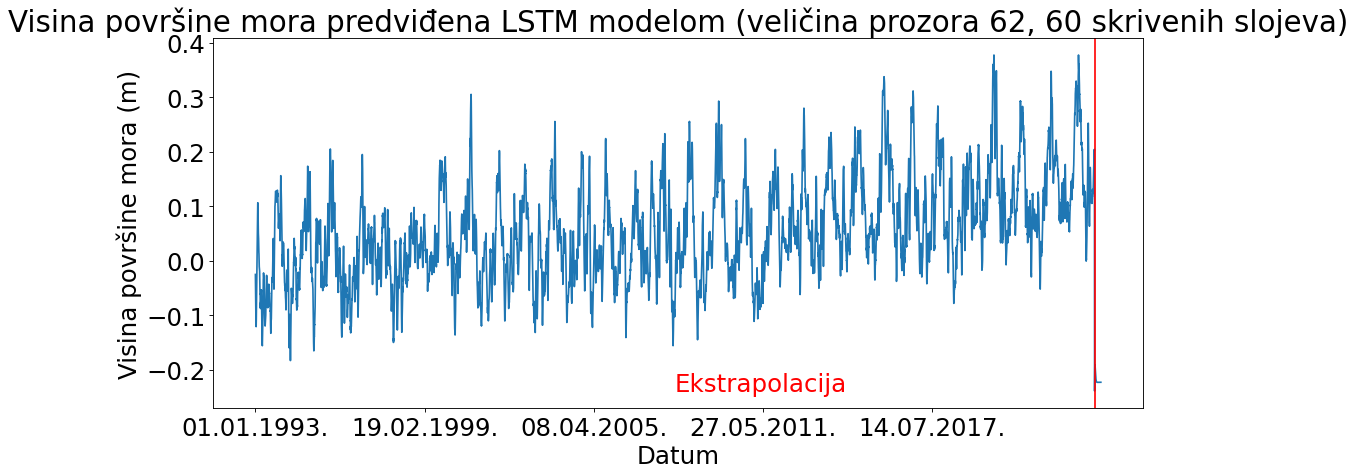 Visina površine mora predviđena LSTM modelom (veličina prozora 62, 60 skrivenih slojeva)
Visina površine mora (m)
0.4
0.3
0.2
0.1
0.0
−0.1
−0.2
Ekstrapolacija
01.01.1993. 19.02.1999. 08.04.2005. 27.05.2011. 14.07.2017.
Datum